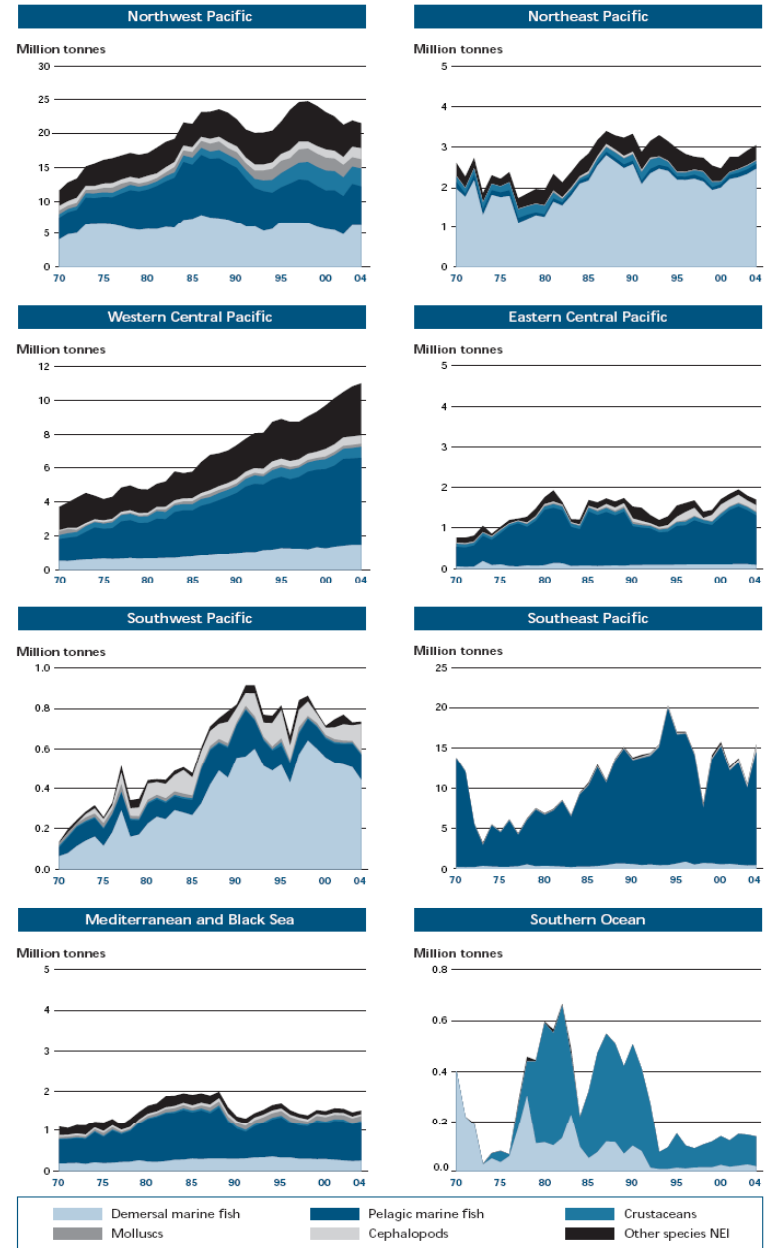 Northwest Pacific
Million tonnes
30
25
20
15
10
5
0
70 75 80 85 90 95 00 04
Northeast Pacific
Million tonnes
5
4
3
2
1
0
70 75 80 85 90 95 00 04
Western Central Pacific
Million tonnes
12
10
8
6
4
2
0
70 75 80 85 90 95 00 04
Eastern Central Pacific
Million tonnes
5
4
3
2
1
0
70 75 80 85 90 95 00 04
Southwest Pacific
Million tonnes
1.0
0.8
0.6
0.4
0.2
0.0
70 75 80 85 90 95 00 04
Southeast Pacific
Million tonnes
25
20
15
10
5
0
70 75 80 85 90 95 00 04
Mediterranean and Black Sea
Million tonnes
5
4
3
2
1
0
70 75 80 85 90 95 00 04
Southern Ocean
Million tonnes
0.8
0.6
0.4
0.2
0.0
70 75 80 85 90 95 00 04
Demersal marine fish
Pelagic marine fish
Crustaceans
Molluscs
Cephalopods
Other species NEI